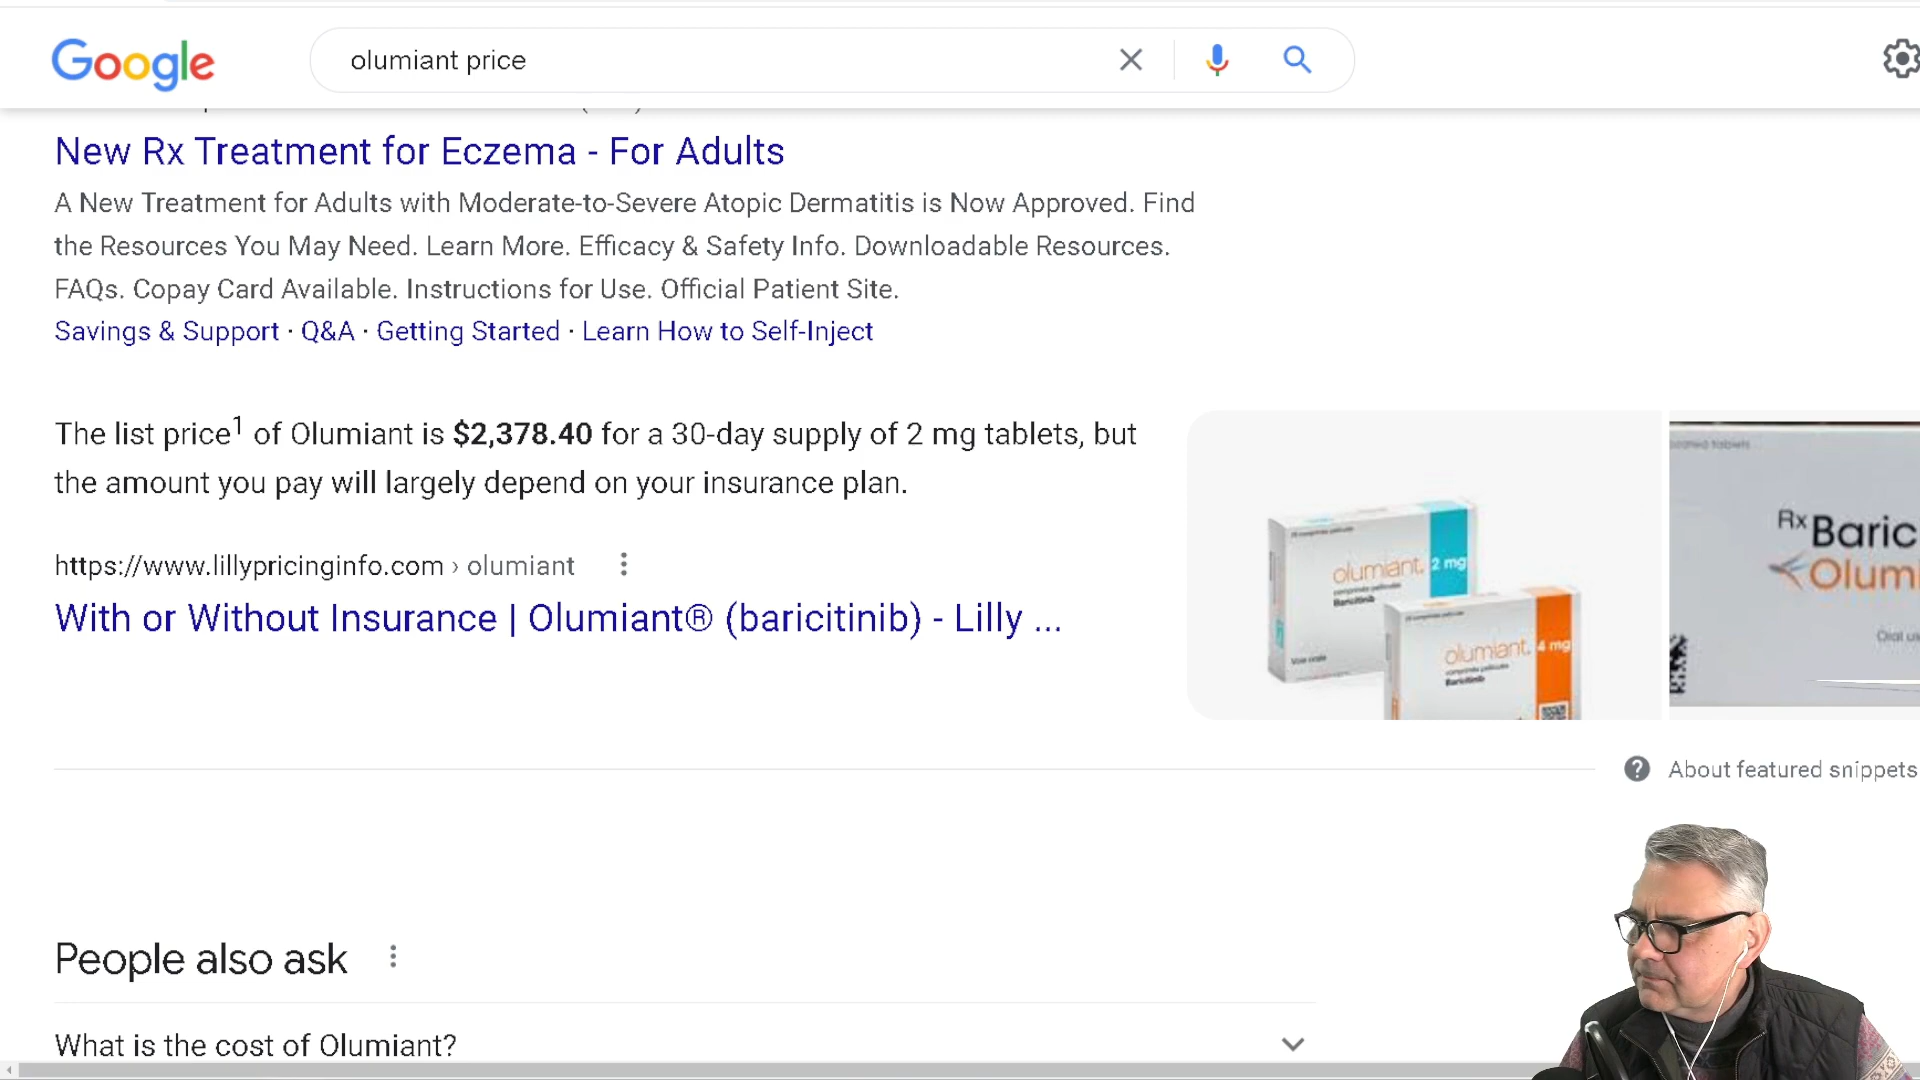 Google
olumiant price
New Rx Treatment for Eczema - For Adults
A New Treatment for Adults with Moderate-to-Severe Atopic Dermatitis is Now Approved. Find
the Resources You May Need. Learn More. Efficacy & Safety Info. Downloadable Resources.
FAQs. Copay Card Available. Instructions for Use. Official Patient Site.
Savings & Support · Q&A · Getting Started · Learn How to Self-Inject
The list price¹ of Olumiant is $2,378.40 for a 30-day supply of 2 mg tablets, but
the amount you pay will largely depend on your insurance plan.
https://www.lillypricinginfo.com › olumiant
With or Without Insurance | Olumiant® (baricitinib) - Lilly ...
olumiant. 2 mg
Baricitinib
Voie orale
olumiant. 4 mg
Baricitinib
Rx Baric
Olumi
About featured snippets
People also ask
What is the cost of Olumiant?